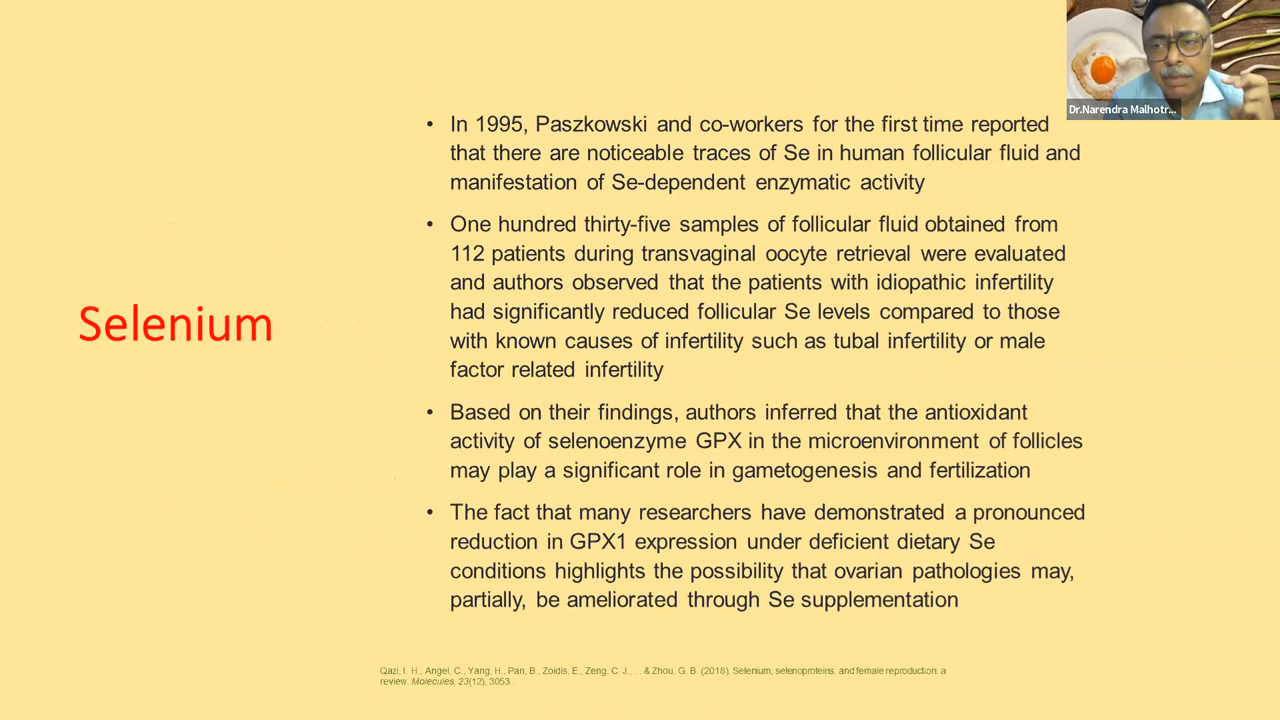 Dr.Narendra Malhotr...
Selenium
• In 1995, Paszkowski and co-workers for the first time reported
that there are noticeable traces of Se in human follicular fluid and
manifestation of Se-dependent enzymatic activity
• One hundred thirty-five samples of follicular fluid obtained from
112 patients during transvaginal oocyte retrieval were evaluated
and authors observed that the patients with idiopathic infertility
had significantly reduced follicular Se levels compared to those
with known causes of infertility such as tubal infertility or male
factor related infertility
• Based on their findings, authors inferred that the antioxidant
activity of selenoenzyme GPX in the microenvironment of follicles
may play a significant role in gametogenesis and fertilization
• The fact that many researchers have demonstrated a pronounced
reduction in GPX1 expression under deficient dietary Se
conditions highlights the possibility that ovarian pathologies may,
partially, be ameliorated through Se supplementation
Qazi, I. H., Angel, C., Yang, H., Pan, B., Zoidis, E., Zeng, C. J., ... & Zhou, G. B. (2018). Selenium, selenoproteins, and female reproduction: a
review. Molecules, 23(12), 3053.